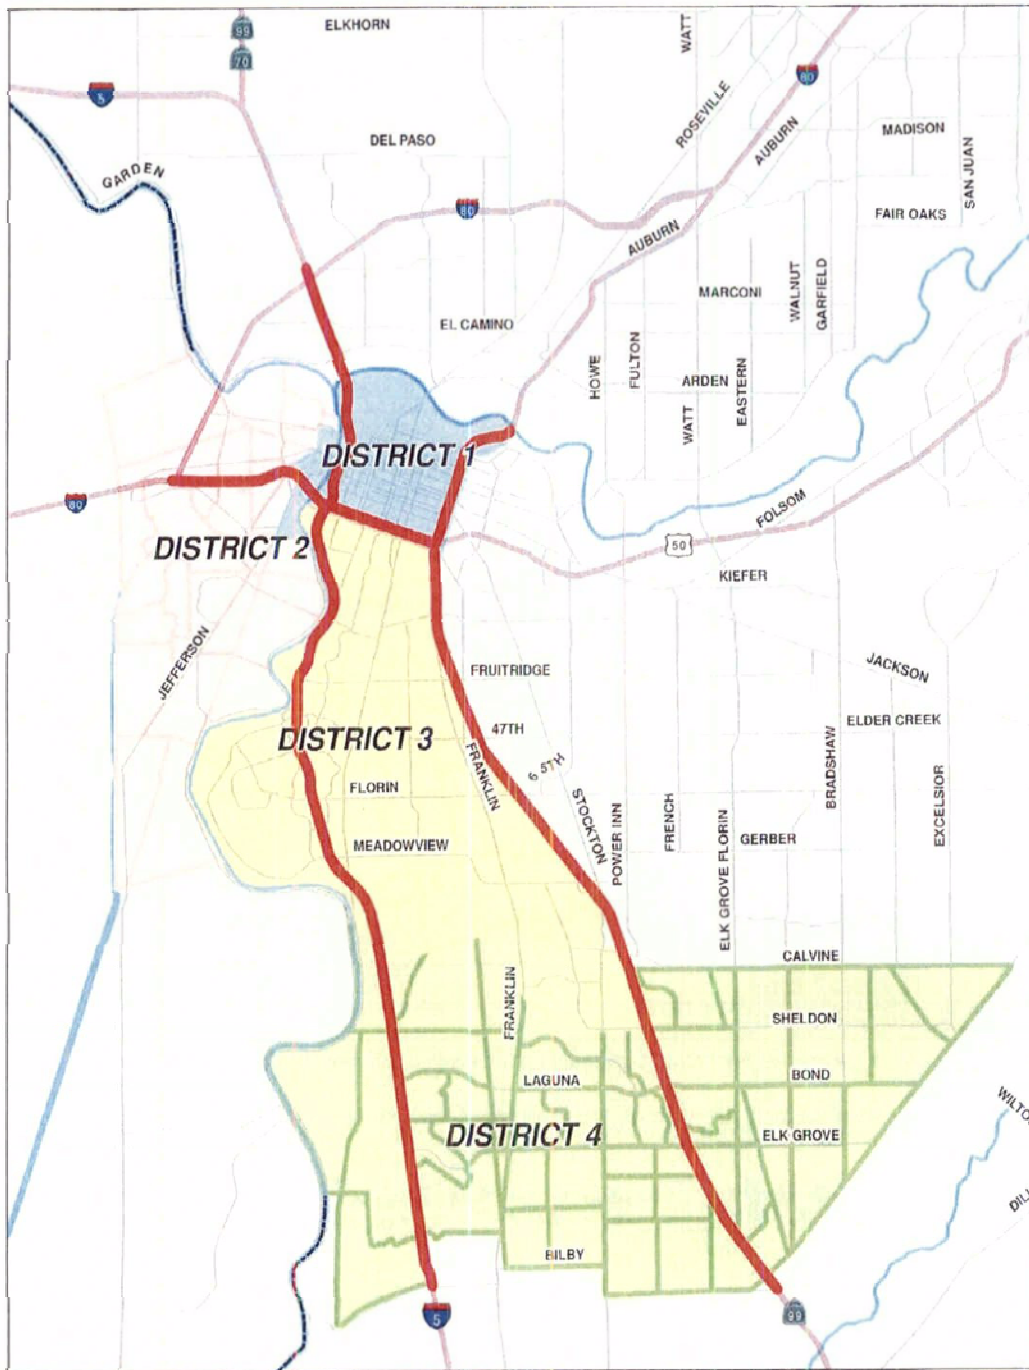 99
ELKHORN
WATT
70
5
80
ROSEVILLE
AUBURN
MADISON
DEL PASO
SAN JUAN
GARDEN
80
FAIR OAKS
AUBURN
WALNUT
GARFIELD
MARCONI
EL CAMINO
HOWE
FULTON
ARDEN
EASTERN
WATT
DISTRICT 1
80
FOLSOM
DISTRICT 2
50
KIEFER
JEFFERSON
FRUITRIDGE
JACKSON
47TH
ELDER CREEK
DISTRICT 3
FRANKLIN
6 5TH
BRADSHAW
FLORIN
STOCKTON
POWER INN
FRENCH
EXCELSIOR
MEADOWVIEW
GERBER
ELK GROVE FLORIN
CALVINE
FRANKLIN
SHELDON
LAGUNA
BOND
DISTRICT 4
ELK GROVE
BILBY
5
99